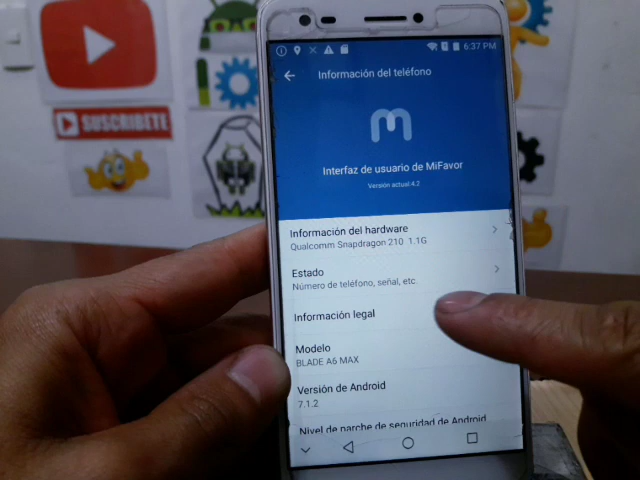 SUSCRIBETE
6:37 PM
Información del teléfono
Interfaz de usuario de MiFavor
Versión actual 4.2
Información del hardware
Qualcomm Snapdragon 210 1.1G
Estado
Número de teléfono, señal, etc
Información legal
Modelo
BLADE A6 MAX
Versión de Android
7.1.2
Nivel de parche de seguridad de Android